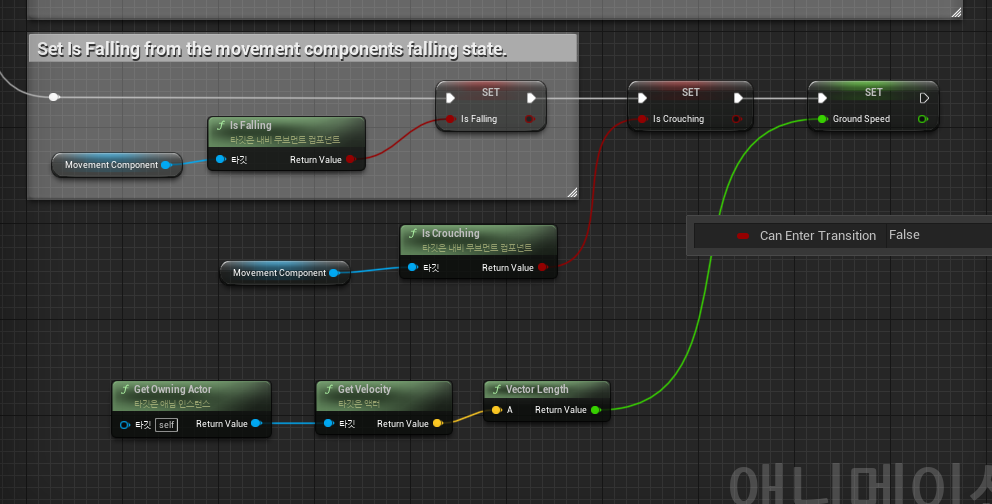 Set Is Falling from the movement components falling state.
SET
Is Falling
SET
Is Crouching
SET
Ground Speed
Is Falling
타깃은 내비 무브먼트 컴포넌트
타깃
Return Value
Movement Component
Can Enter Transition
False
Is Crouching
타깃은 내비 무브먼트 컴포넌트
타깃
Return Value
Movement Component
Get Owning Actor
타깃은 애님 인스턴스
타깃
self
Return Value
Get Velocity
타깃은 액터
타깃
Return Value
Vector Length
A
Return Value
애니메이